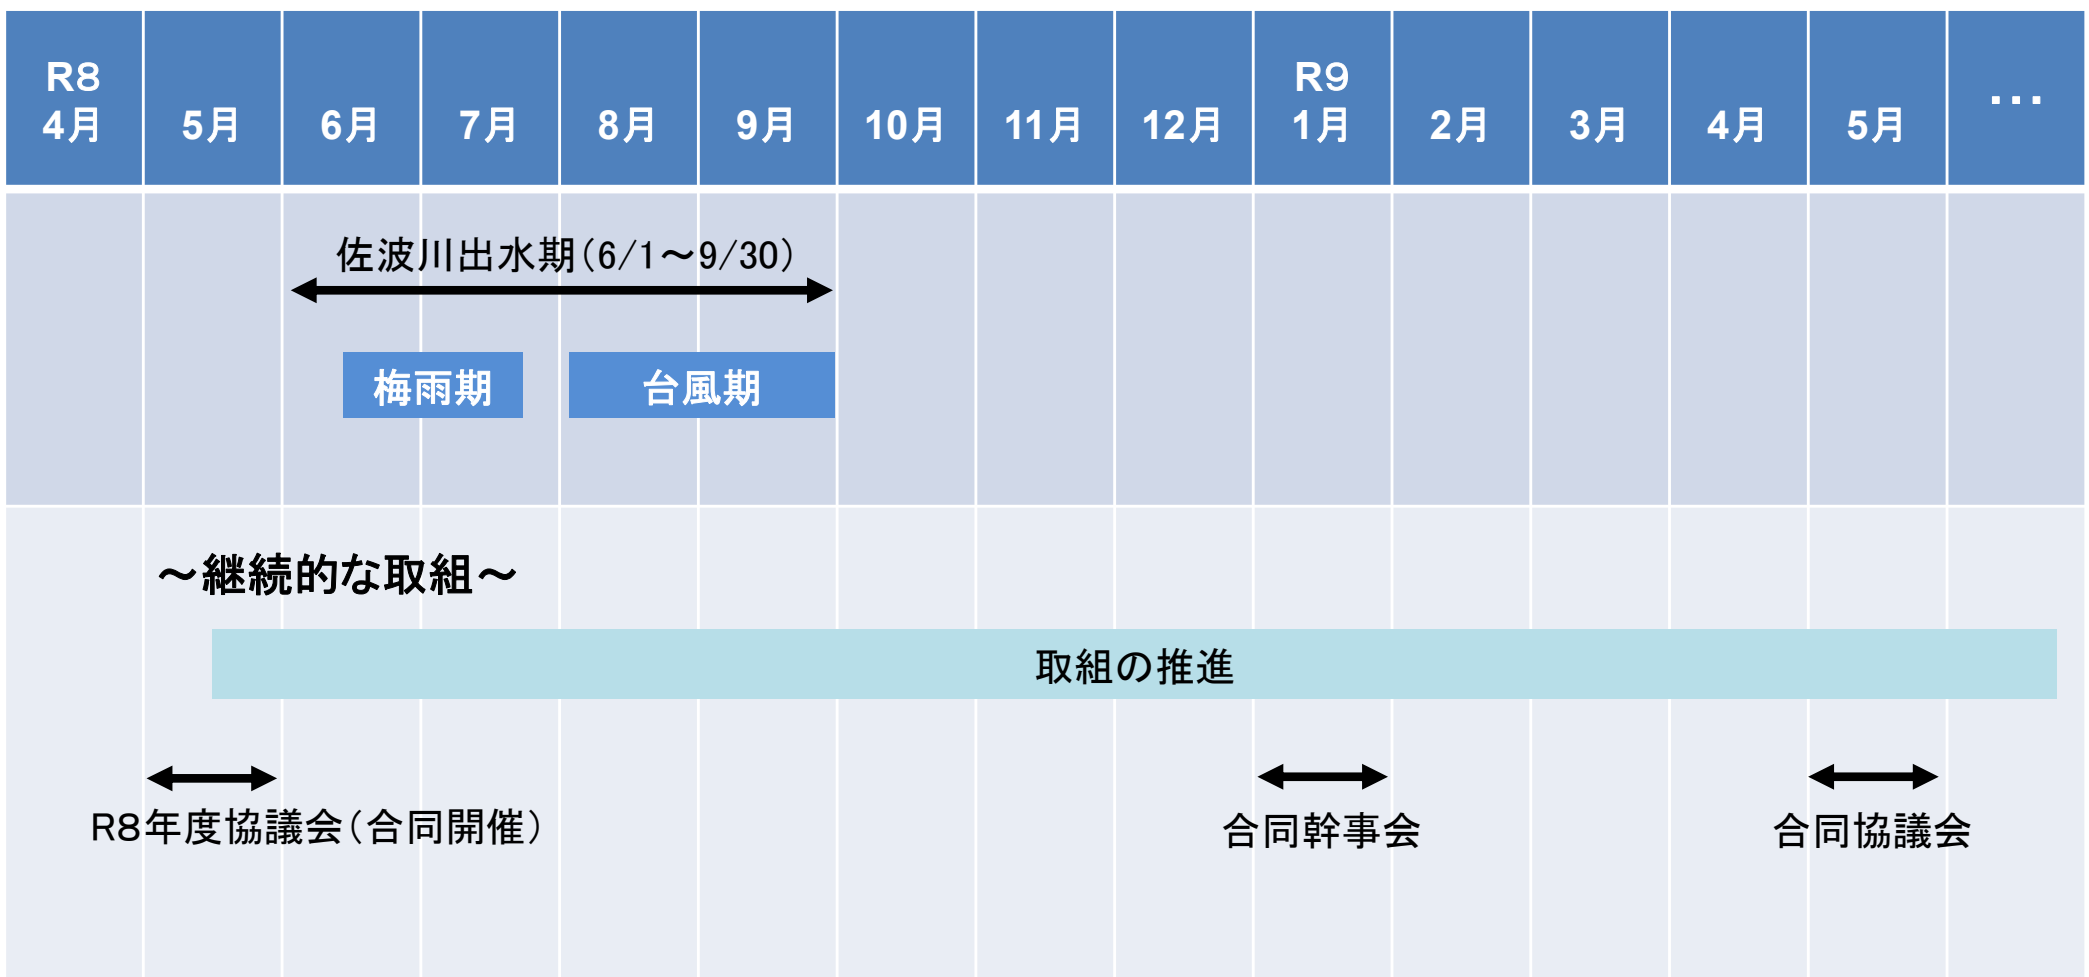 R8
4月
5月
6月
7月
8月
9月
10月
11月
12月
R9
1月
2月
3月
4月
5月
…
佐波川出水期（6/1～9/30）
梅雨期
台風期
～継続的な取組～
取組の推進
R8年度協議会（合同開催）
合同幹事会
合同協議会